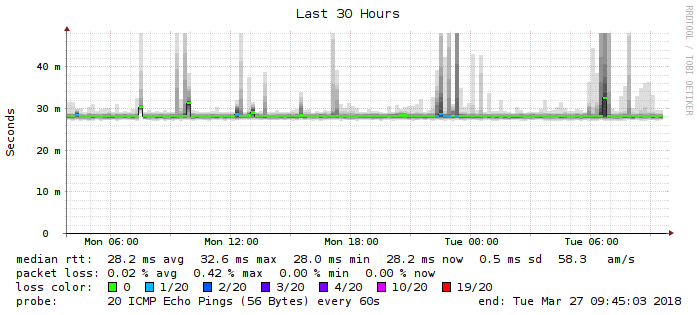 Last 30 Hours
RRDTOOL / TOBI OETIKER
Seconds
40 m
30 m
20 m
10 m
0
Mon 06:00 Mon 12:00 Mon 18:00 Tue 00:00 Tue 06:00
median rtt: 28.2 ms avg 32.6 ms max 28.0 ms min 28.2 ms now 0.5 ms sd 58.3 am/s
packet loss: 0.02 % avg 0.42 % max 0.00 % min 0.00 % now
loss color: 0 1/20 2/20 3/20 4/20 10/20 19/20
probe: 20 ICMP Echo Pings (56 Bytes) every 60s end: Tue Mar 27 09:45:03 2018